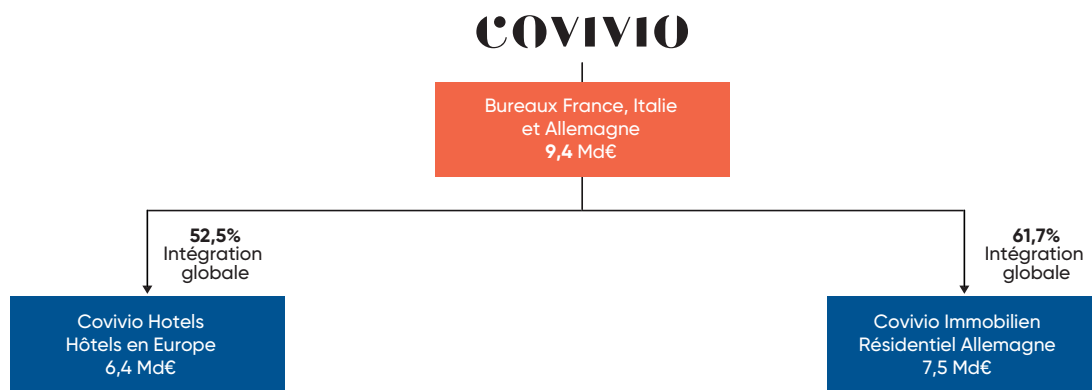 COVIVIO
Bureaux France, Italie
et Allemagne
9,4 Md€
52,5%
Intégration
globale
61,7%
Intégration
globale
Covivio Hotels
Hôtels en Europe
6,4 Md€
Covivio Immobilien
Résidentiel Allemagne
7,5 Md€